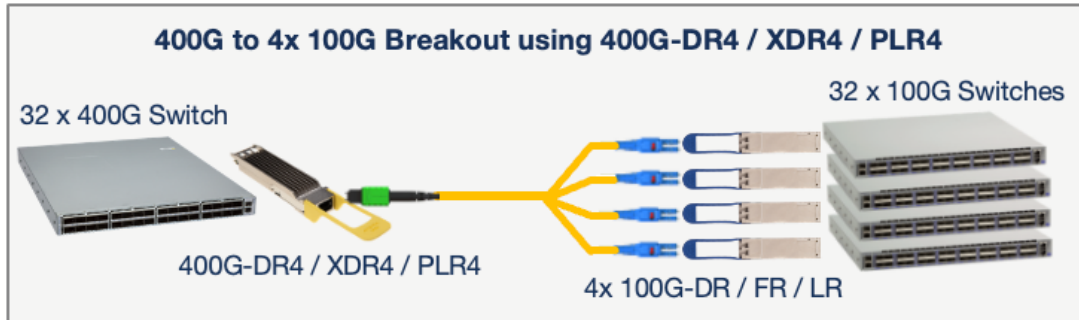 400G to 4x 100G Breakout using 400G-DR4 / XDR4 / PLR4
32 x 400G Switch
32 x 100G Switches
400G-DR4 / XDR4 / PLR4
4x 100G-DR / FR / LR